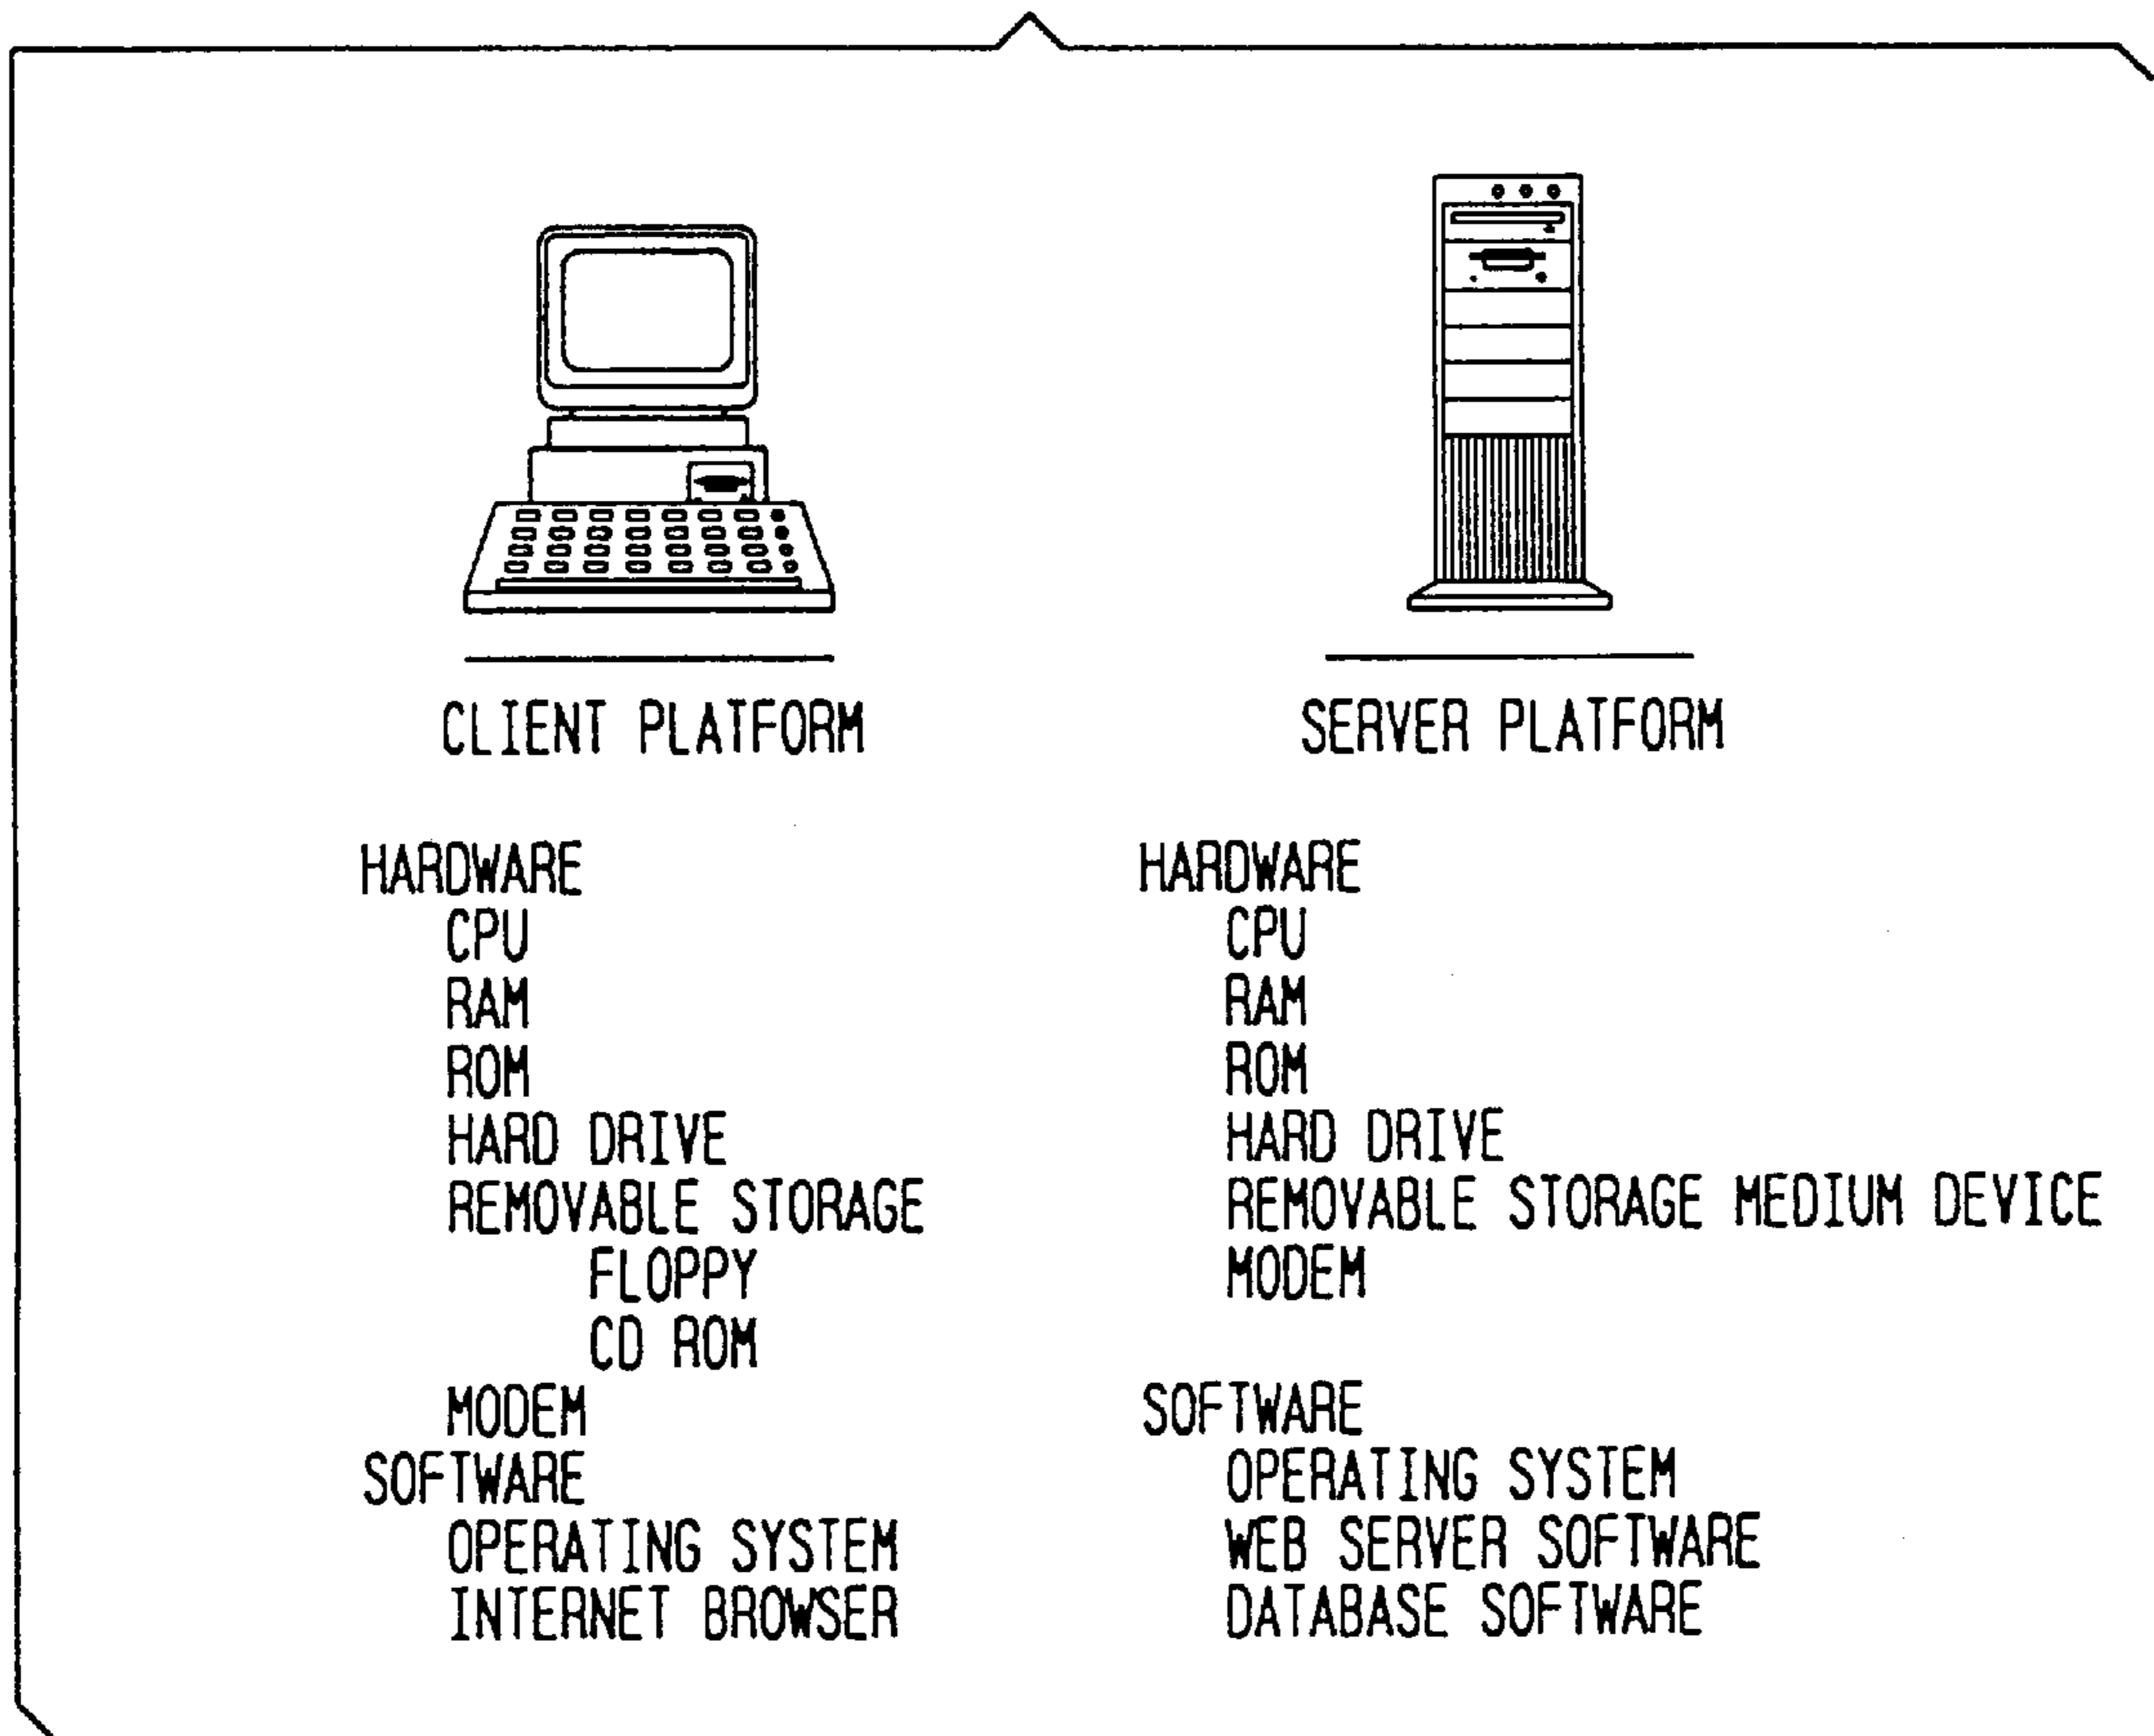 CLIENT PLATFORM
HARDWARE
CPU
RAM
ROM
HARD DRIVE
REMOVABLE STORAGE
FLOPPY
CD ROM
MODEM
SOFTWARE
OPERATING SYSTEM
INTERNET BROWSER
SERVER PLATFORM
HARDWARE
CPU
RAM
ROM
HARD DRIVE
REMOVABLE STORAGE MEDIUM DEVICE
MODEM
SOFTWARE
OPERATING SYSTEM
WEB SERVER SOFTWARE
DATABASE SOFTWARE